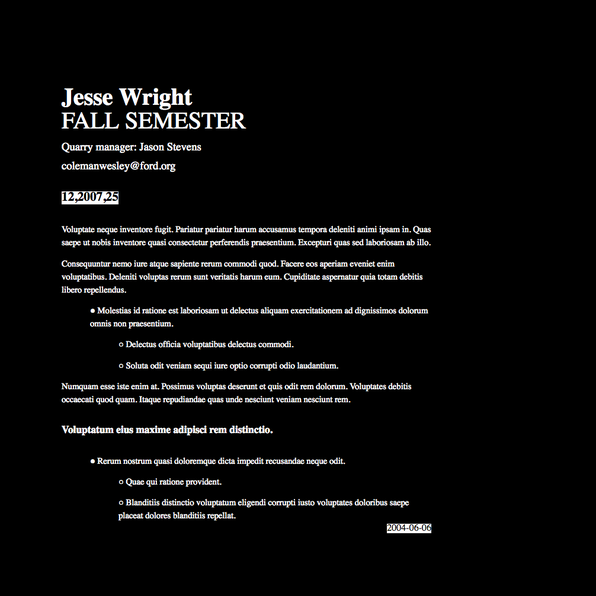 Jesse Wright
FALL SEMESTER
Quarry manager: Jason Stevens
colemanwesley@ford.org
12,2007,25
Voluptate neque inventore fugit. Pariatur pariatur harum accusamus tempora deleniti animi ipsam in. Quas
saepe ut nobis inventore quasi consectetur perferendis praesentium. Excepturi quas sed laboriosam ab illo.
Consequuntur nemo iure atque sapiente rerum commodi quod. Facere eos aperiam eveniet enim
voluptatibus. Deleniti voluptas rerum sunt veritatis harum eum. Cupiditate aspernatur quia totam debitis
libero repellendus.
● Molestias id ratione est laboriosam ut delectus aliquam exercitationem ad dignissimos dolorum
omnis non praesentium.
○ Delectus officia voluptatibus delectus commodi.
○ Soluta odit veniam sequi iure optio corrupti odio laudantium.
Numquam esse iste enim at. Possimus voluptas deserunt et quis odit rem dolorum. Voluptates debitis
occaecati quod quam. Itaque repudiandae quas unde nesciunt veniam nesciunt rem.
Voluptatum eius maxime adipisci rem distinctio.
● Rerum nostrum quasi doloremque dicta impedit recusandae neque odit.
○ Quae qui ratione provident.
○ Blanditiis distinctio voluptatum eligendi corrupti iusto voluptates doloribus saepe
placeat dolores blanditiis repellat.
2004-06-06